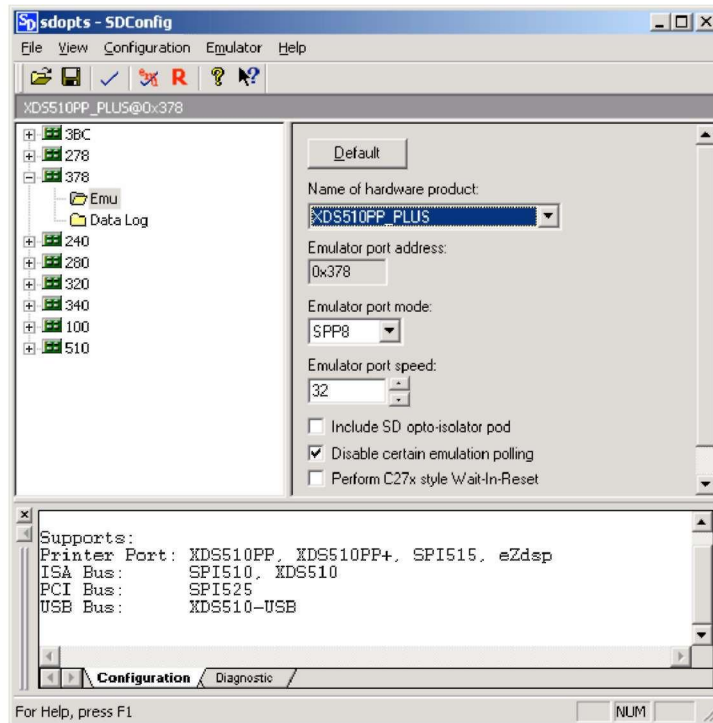 SD sdopts - SDConfig
File View Configuration Emulator Help
R
XDS510PP_PLUS@0x378
3BC
278
378
Emu
Data Log
240
280
320
340
100
510
Default
Name of hardware product:
XDS510PP_PLUS
Emulator port address:
0x378
Emulator port mode:
SPP8
Emulator port speed:
32
Include SD opto-isolator pod
Disable certain emulation polling
Perform C27x style Wait-In-Reset
Supports:
Printer Port: XDS510PP, XDS510PP+, SPI515, eZdsp
ISA Bus: SPI510, XDS510
PCI Bus: SPI525
USB Bus: XDS510-USB
Configuration Diagnostic
For Help, press F1 NUM